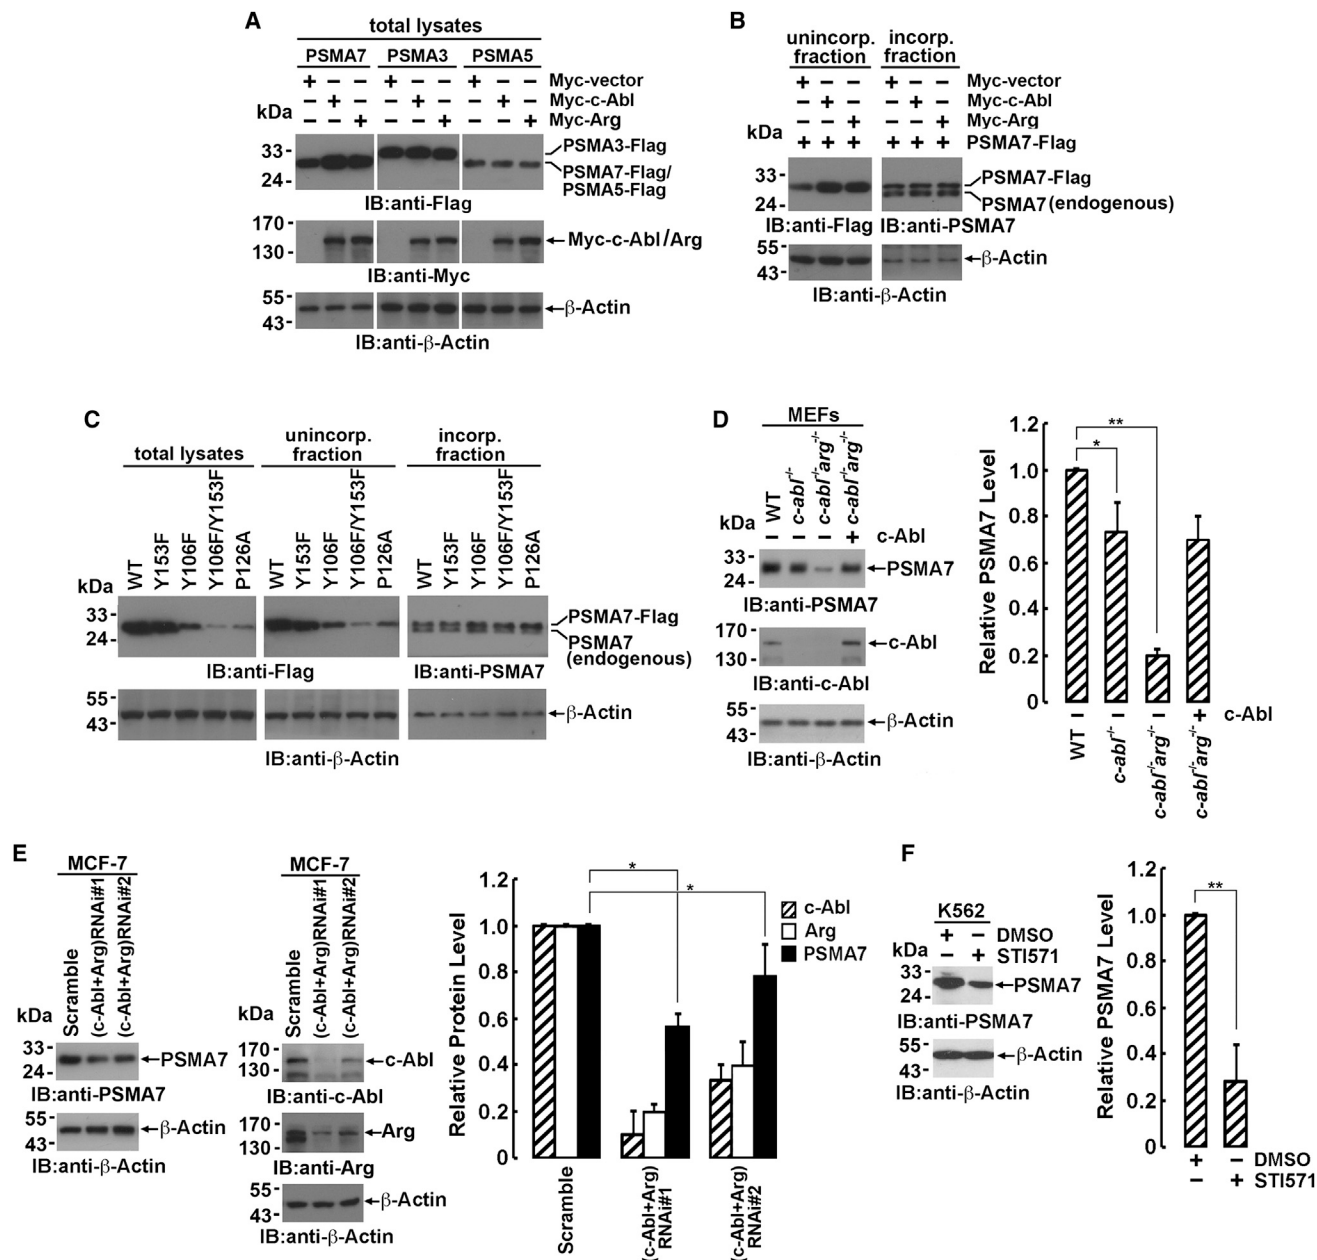 A
total lysates
PSMA7 PSMA3 PSMA5
+ − − + − − + − − Myc-vector
− + − − + − − + − Myc-c-Abl
− − + − − + − − + Myc-Arg
kDa
33-
24-
PSMA3-Flag
PSMA7-Flag/
PSMA5-Flag
IB:anti-Flag
170-
130-
Myc-c-Abl/Arg
IB:anti-Myc
55-
43-
β-Actin
IB:anti-β-Actin
B
unincorp. fraction
incorp. fraction
+ − − + − − Myc-vector
− + − − + − Myc-c-Abl
− − + − − + Myc-Arg
+ + + + + + PSMA7-Flag
kDa
33-
24-
PSMA7-Flag
PSMA7 (endogenous)
IB:anti-Flag IB:anti-PSMA7
55-
43-
β-Actin
IB:anti-β-Actin
C
total lysates
unincorp. fraction
incorp. fraction
WT Y153F Y106F Y106F/Y153F P126A
WT Y153F Y106F Y106F/Y153F P126A
WT Y153F Y106F Y106F/Y153F P126A
kDa
33-
24-
PSMA7-Flag
PSMA7
(endogenous)
IB:anti-Flag IB:anti-PSMA7
55-
43-
β-Actin
IB:anti-β-Actin
D
MEFs
WT c-abl-/- c-abl-/-arg-/- c-abl-/-arg-/-
kDa
− − − + c-Abl
33-
24-
PSMA7
IB:anti-PSMA7
170-
130-
c-Abl
IB:anti-c-Abl
55-
43-
β-Actin
IB:anti-β-Actin
Relative PSMA7 Level
1.2
1.0
0.8
0.6
0.4
0.2
0
**
*
− − − + c-Abl
WT c-abl-/- c-abl-/-arg-/- c-abl-/-arg-/-
E
MCF-7
Scramble
(c-Abl+Arg)RNAi#1
(c-Abl+Arg)RNAi#2
kDa
33-
24-
PSMA7
IB:anti-PSMA7
55-
43-
β-Actin
IB:anti-β-Actin
MCF-7
Scramble
(c-Abl+Arg)RNAi#1
(c-Abl+Arg)RNAi#2
kDa
170-
130-
c-Abl
IB:anti-c-Abl
170-
130-
Arg
IB:anti-Arg
55-
43-
β-Actin
IB:anti-β-Actin
Relative Protein Level
1.2
1.0
0.8
0.6
0.4
0.2
0
*
*
c-Abl
Arg
PSMA7
Scramble
(c-Abl+Arg)
RNAi#1
(c-Abl+Arg)
RNAi#2
F
K562
+ − DMSO
− + STI571
kDa
33-
24-
PSMA7
IB:anti-PSMA7
55-
43-
β-Actin
IB:anti-β-Actin
Relative PSMA7 Level
1.2
1.0
0.8
0.6
0.4
0.2
0
**
+ − DMSO
− + STI571